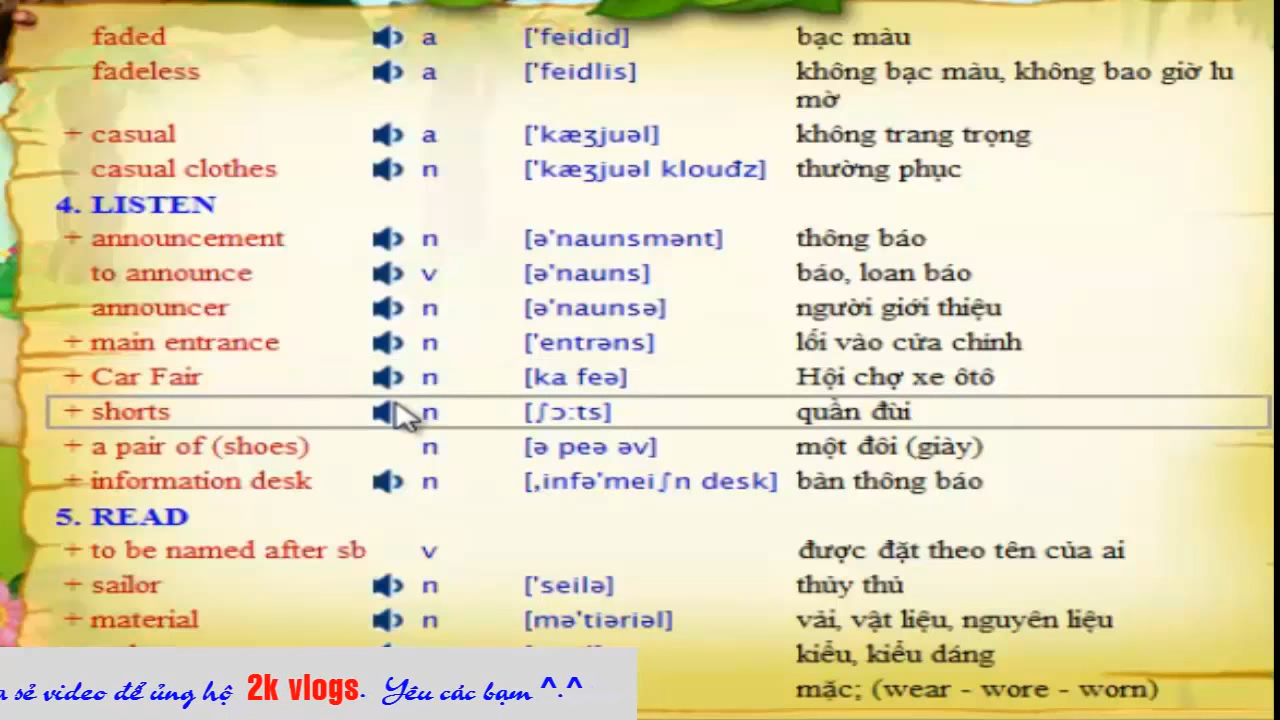 faded a ['feidid] bạc màu
fadeless a ['feidlis] không bạc màu, không bao giờ lu
mờ
+ casual a ['kæʒjuəl] không trang trọng
casual clothes n ['kæʒjuəl klouđz] thường phục
4. LISTEN
+ announcement n [ə'naunsmənt] thông báo
to announce v [ə'nauns] báo, loan báo
announcer n [ə'naunsə] người giới thiệu
+ main entrance n ['entrəns] lối vào cửa chính
+ Car Fair n [ka feə] Hội chợ xe ôtô
+ shorts n [∫ɔ:ts] quần đùi
+ a pair of (shoes) n [ə peə əv] một đôi (giày)
+ information desk n [,infə'mei∫n desk] bàn thông báo
5. READ
+ to be named after sb v được đặt theo tên của ai
+ sailor n ['seilə] thủy thủ
+ material n [mə'tiəriəl] vải, vật liệu, nguyên liệu
kiểu, kiểu dáng
mặc; (wear - wore - worn)
sẻ video để ủng hộ 2k vlogs. Yêu các bạm ^.^